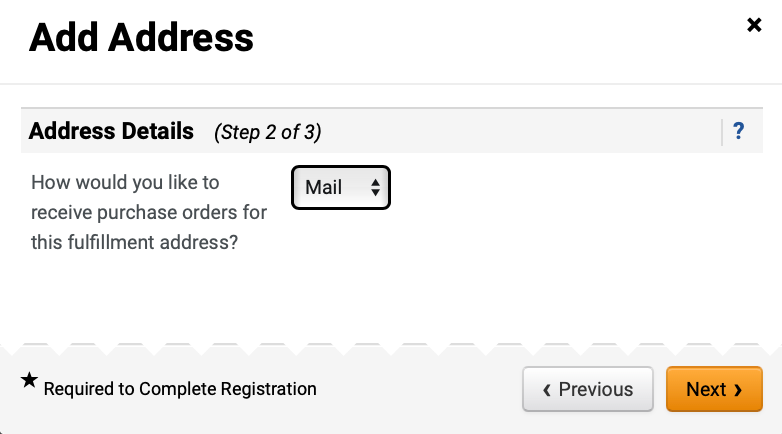 Add Address
Address Details (Step 2 of 3)
?
How would you like to
receive purchase orders for
this fulfillment address?
Mail
Required to Complete Registration
Previous
Next